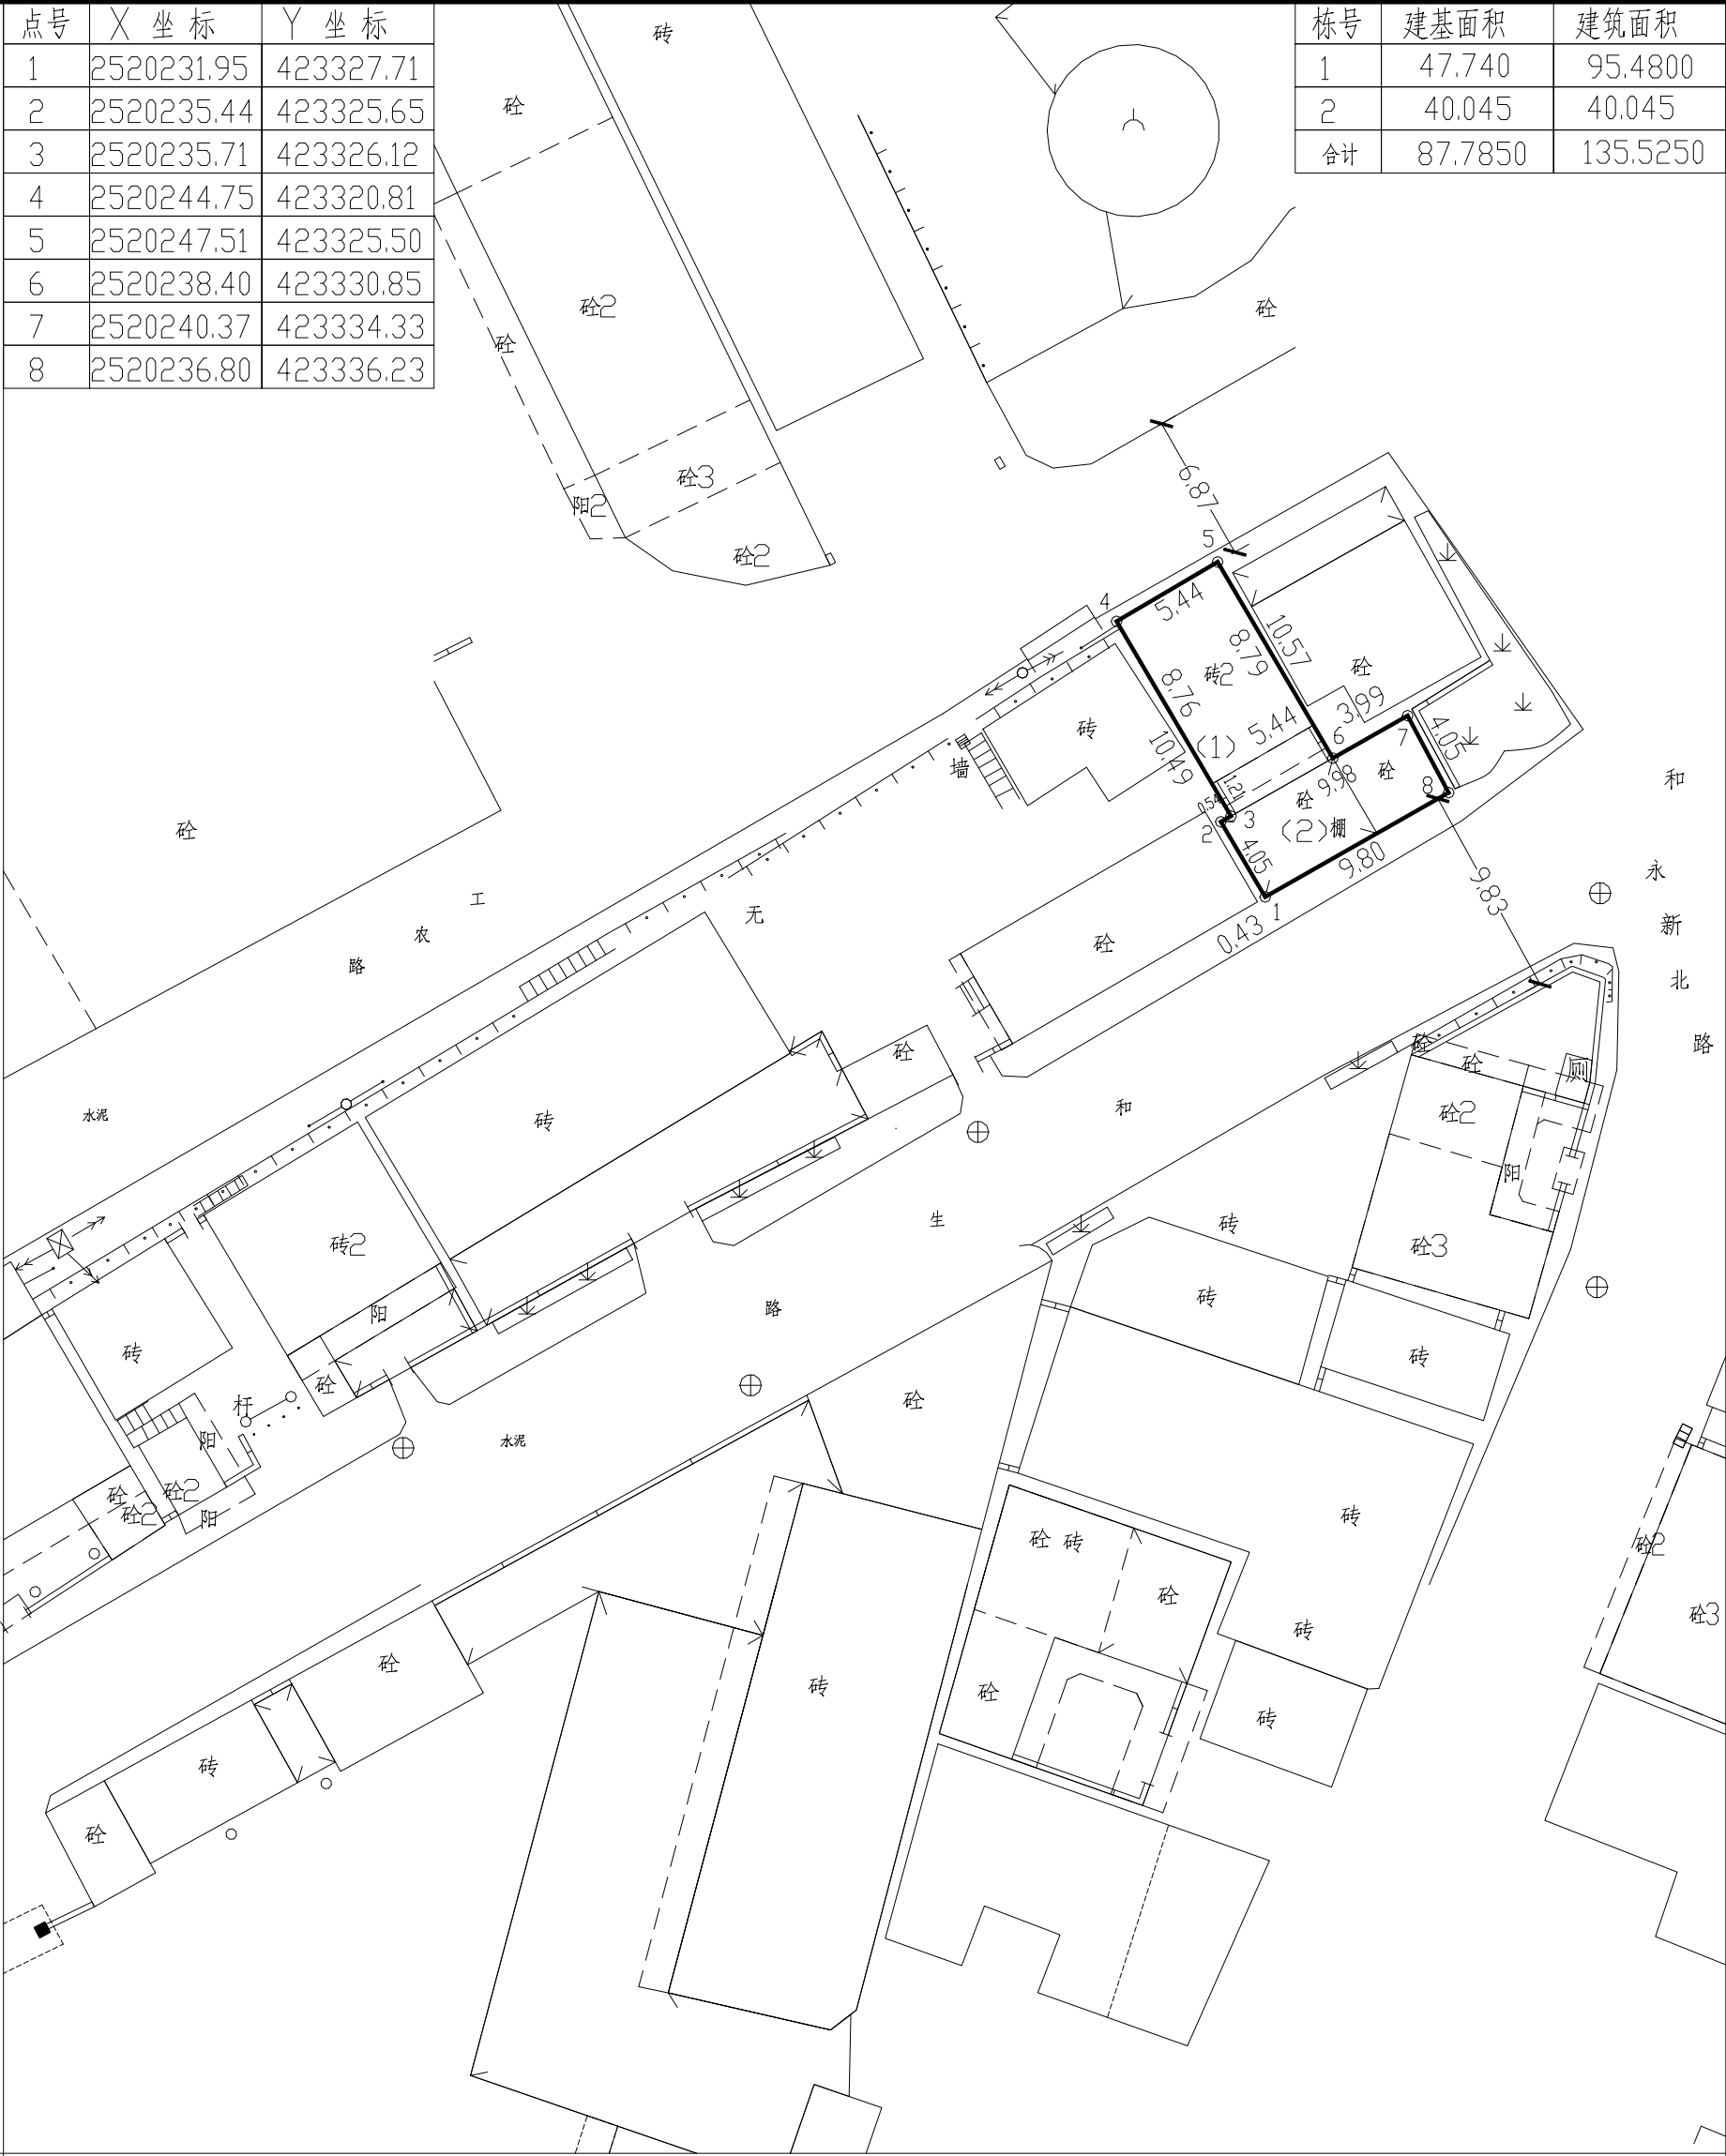 点号 X 坐 标 Y 坐 标
1 2520231.95 423327.71
2 2520235.44 423325.65
3 2520235.71 423326.12
4 2520244.75 423320.81
5 2520247.51 423325.50
6 2520238.40 423330.85
7 2520240.37 423334.33
8 2520236.80 423336.23
栋号 建基面积 建筑面积
1 47.740 95.4800
2 40.045 40.045
合计 87.7850 135.5250
砖
砼
砼2
砼
砼
砼3
阳2
砼2
6.87
5
4
5.44
10.57
8.79
砖2
砼
8.76
3.99
砖
10.49
(1)
5.44
6
7
4.05
墙
9.98
砼
8
1.21
砼
0.54
3
2
(2)棚
4.05
9.80
1
9.83
0.43
砼
砼
和
永
新
北
路
工
农
路
无
水泥
砖
砼
和
砼
砼
厕
砼2
阳
砖2
生
砖
砼3
阳
路
砖
砖
砖
砼
杆
砼
阳
水泥
砼
砼2
砼2
阳
砼
砖
砖
砼2
砼
砼3
砖
砼
砖
砼
砖
砖
砼